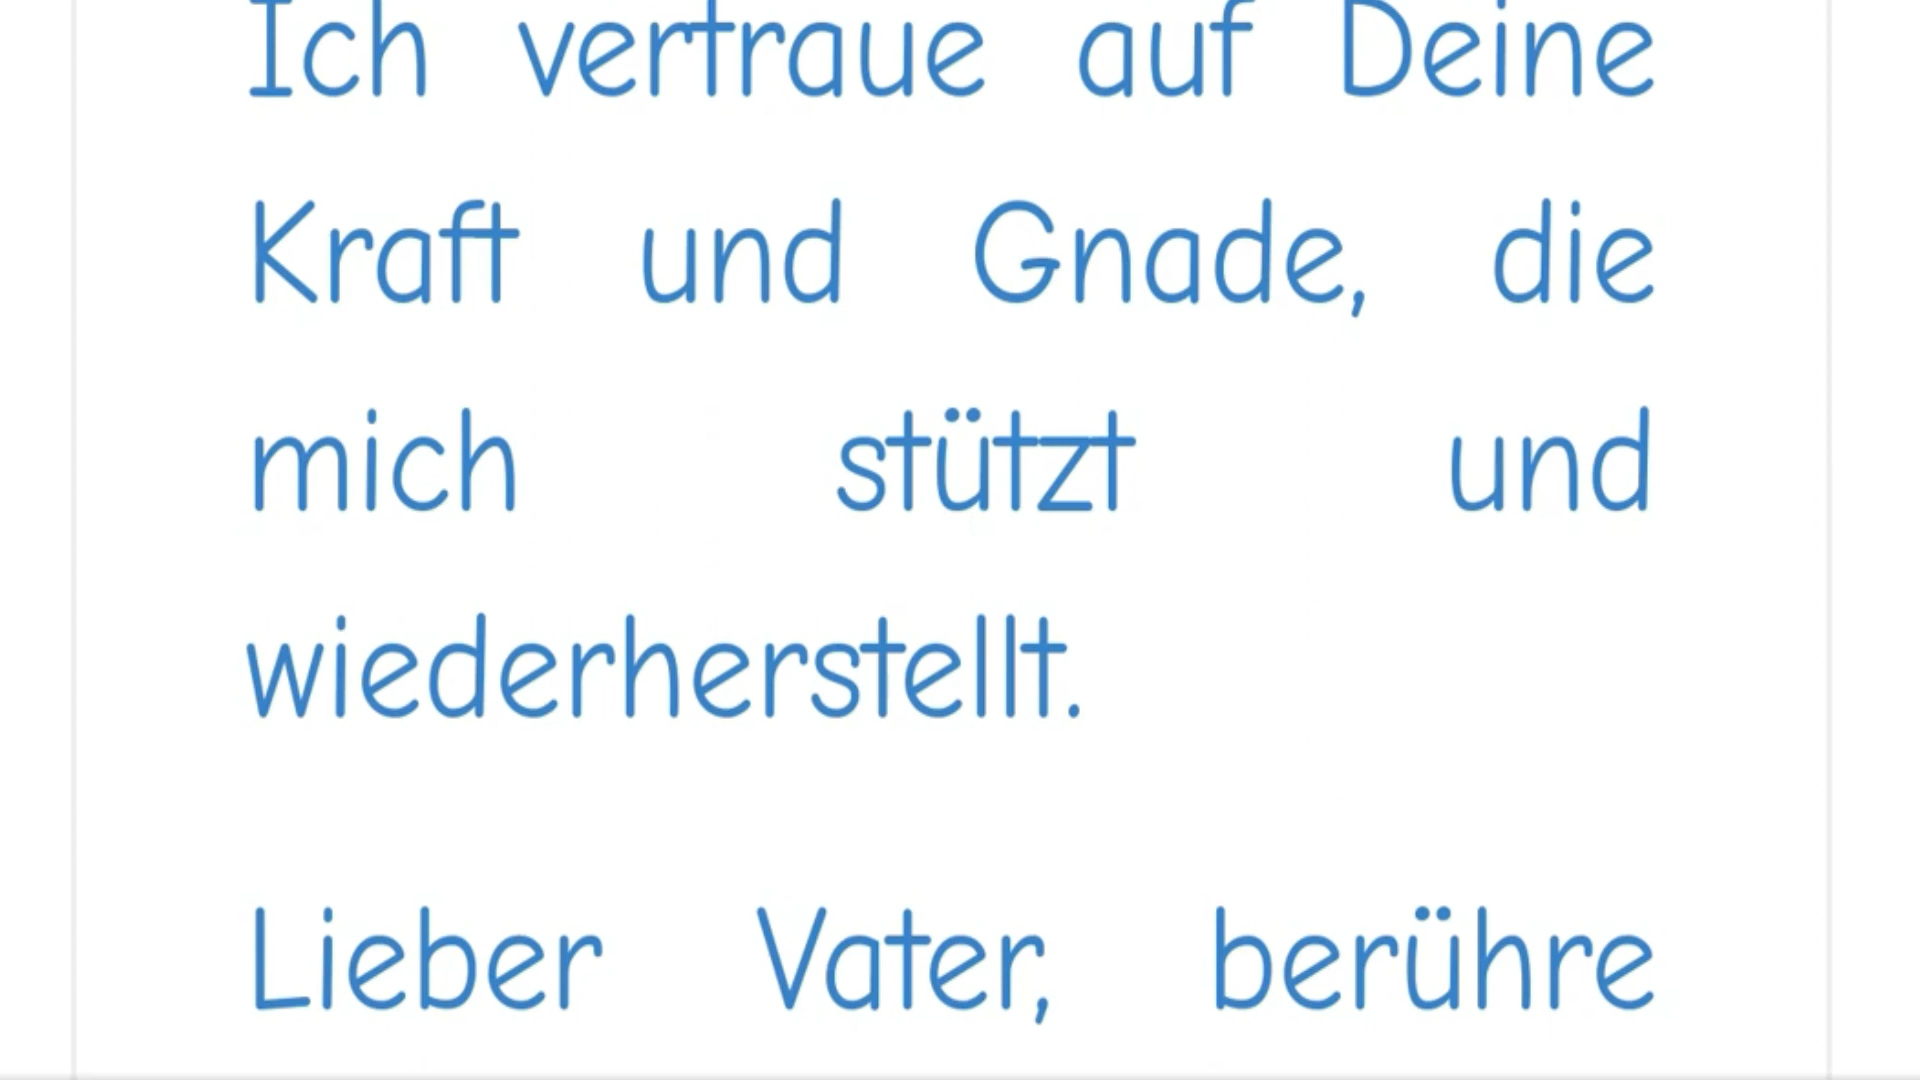 Ich vertraue auf Deine
Kraft und Gnade, die
mich stützt und
wiederherstellt.
Lieber Vater, berühre